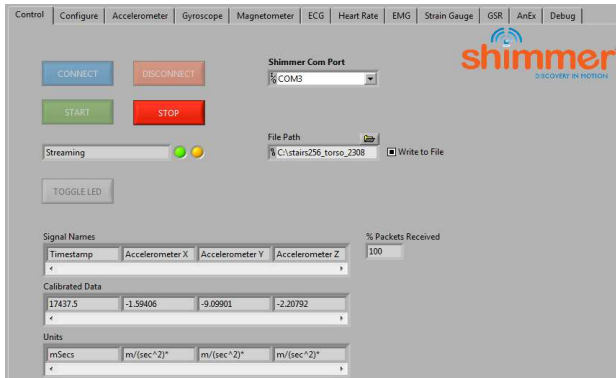 Control Configure Accelerometer Gyroscope Magnetometer ECG Heart Rate EMG Strain Gauge GSR AnEx Debug
shimmer
DISCOVERY IN MOTION
CONNECT DISCONNECT
Shimmer Com Port
COM3
START STOP
File Path
Streaming
C:\stairs256_torso_2308
Write to File
TOGGLE LED
Signal Names
% Packets Received
Timestamp Accelerometer X Accelerometer Y Accelerometer Z
100
Calibrated Data
17437.5 -1.59406 -9.09901 -2.20792
Units
mSecs m/(sec^2)* m/(sec^2)* m/(sec^2)*